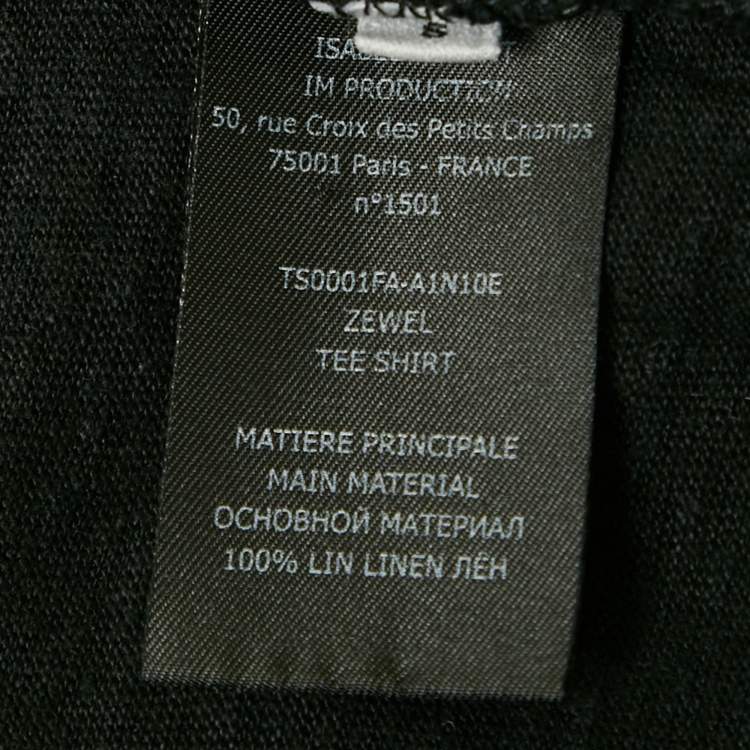 S
IM PRODUCTION
50, rue Croix des Petits Champs
75001 Paris - FRANCE
n°1501
TS0001FA-A1N10E
ZEWEL
TEE SHIRT
MATIERE PRINCIPALE
MAIN MATERIAL
ОСНОВНОЙ МАТЕРИАЛ
100% LIN LINEN ЛЁН